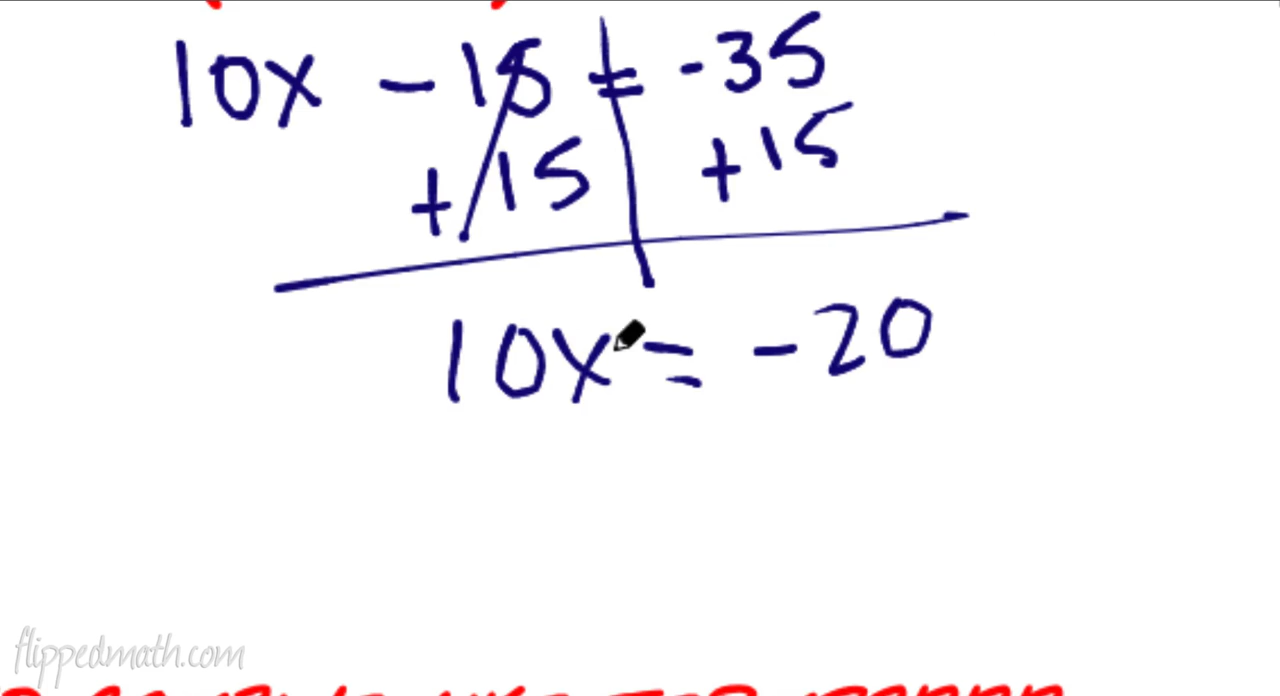 10x - 15 = -35
+ 15 + 15
10x = -20
flippedmath.com